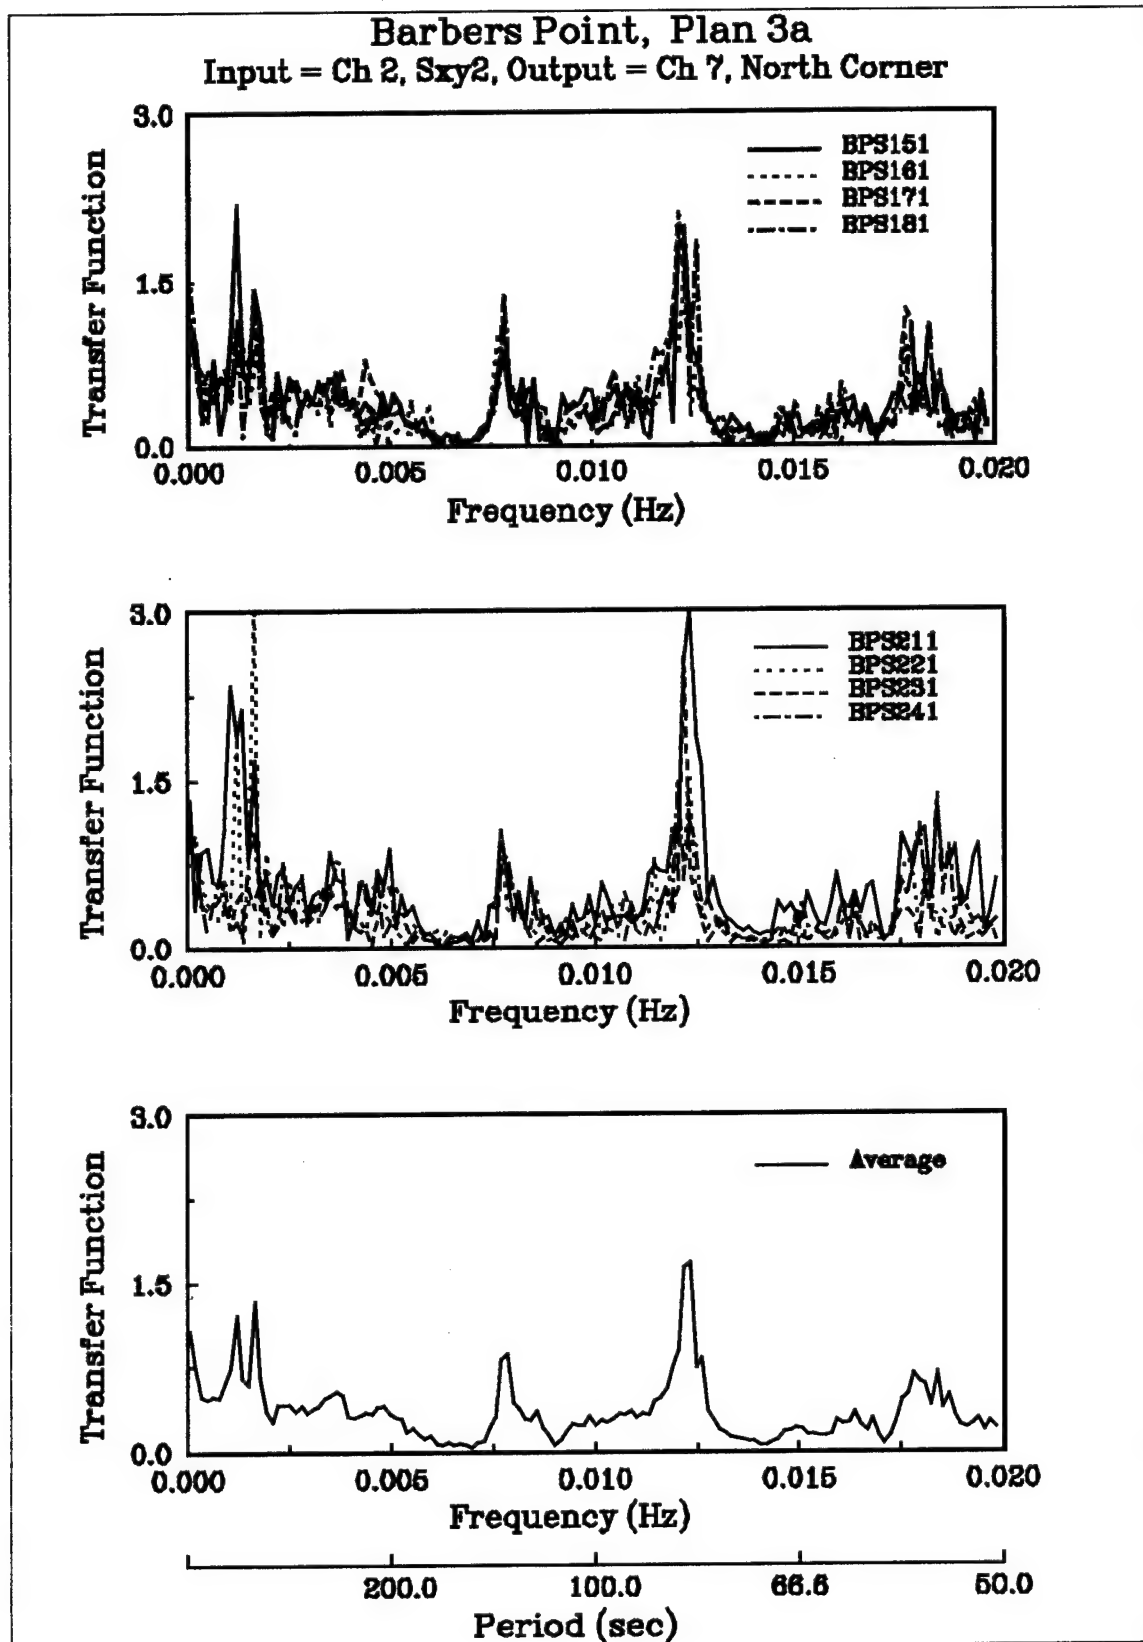 Barbers Point, Plan 3a
Input = Ch 2, Sxy2, Output = Ch 7, North Corner
3.0
1.5
0.0
Transfer Function
BPS151
BPS161
BPS171
BPS181
0.000 0.005 0.010 0.015 0.020
Frequency (Hz)
3.0
1.5
0.0
Transfer Function
BPS211
BPS221
BPS231
BPS241
0.000 0.005 0.010 0.015 0.020
Frequency (Hz)
3.0
1.5
0.0
Transfer Function
Average
0.000 0.005 0.010 0.015 0.020
Frequency (Hz)
200.0 100.0 66.6 50.0
Period (sec)